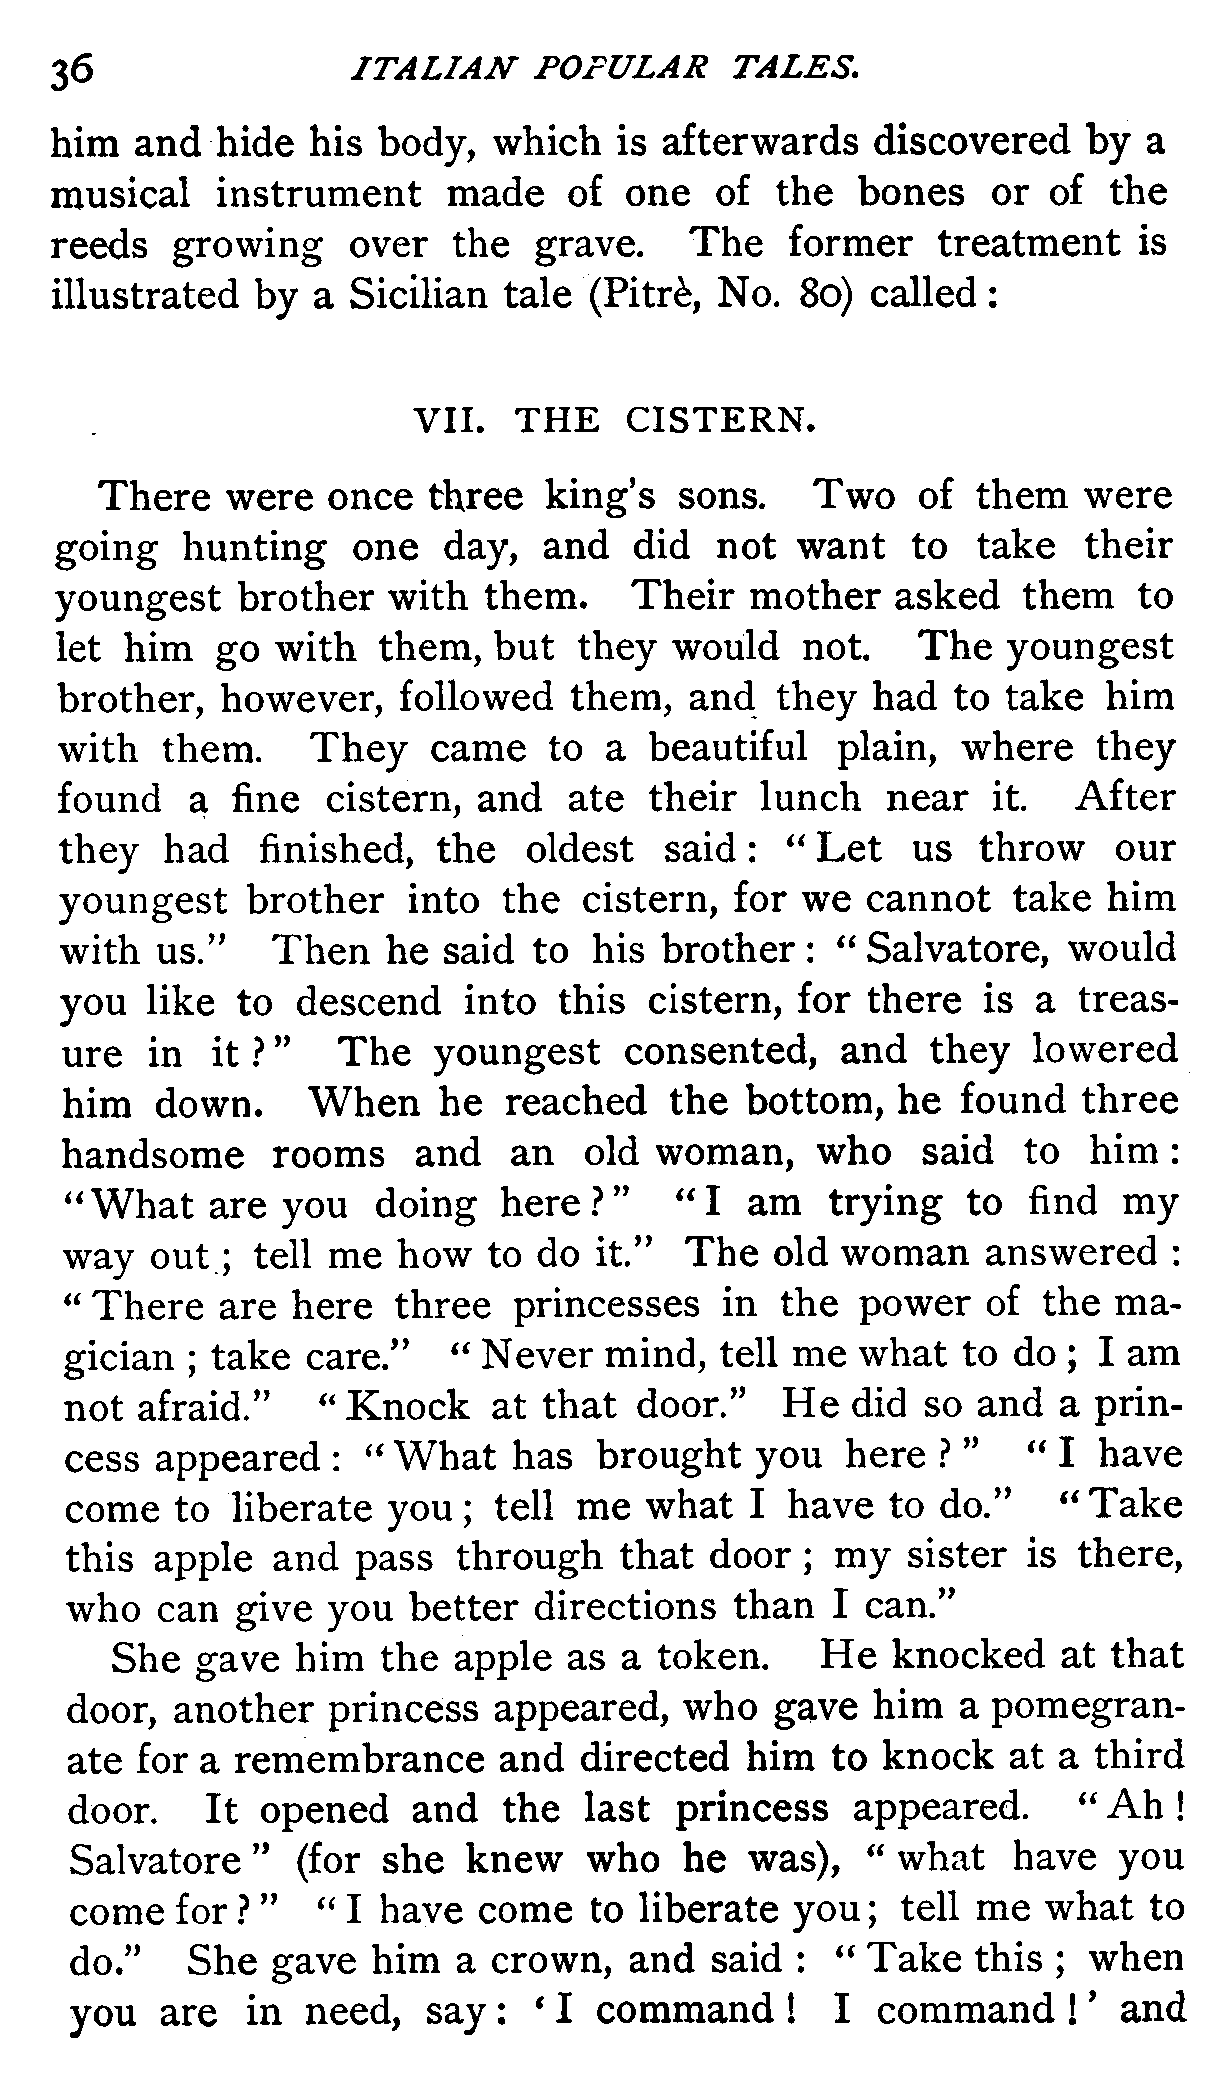 36 ITALIAN POPULAR TALES.
him and hide his body, which is afterwards discovered by a
musical instrument made of one of the bones or of the
reeds growing over the grave. The former treatment is
illustrated by a Sicilian tale (Pitrè, No. 80) called :
VII. THE CISTERN.
There were once three king's sons. Two of them were
going hunting one day, and did not want to take their
youngest brother with them. Their mother asked them to
let him go with them, but they would not. The youngest
brother, however, followed them, and they had to take him
with them. They came to a beautiful plain, where they
found a fine cistern, and ate their lunch near it. After
they had finished, the oldest said : “ Let us throw our
youngest brother into the cistern, for we cannot take him
with us.” Then he said to his brother : “ Salvatore, would
you like to descend into this cistern, for there is a treas-
ure in it ? ” The youngest consented, and they lowered
him down. When he reached the bottom, he found three
handsome rooms and an old woman, who said to him :
“What are you doing here ? ” “ I am trying to find my
way out ; tell me how to do it.” The old woman answered :
“ There are here three princesses in the power of the ma-
gician ; take care.” “ Never mind, tell me what to do ; I am
not afraid.” “ Knock at that door.” He did so and a prin-
cess appeared : “ What has brought you here ? ” “ I have
come to liberate you ; tell me what I have to do.” “ Take
this apple and pass through that door ; my sister is there,
who can give you better directions than I can.”
She gave him the apple as a token. He knocked at that
door, another princess appeared, who gave him a pomegran-
ate for a remembrance and directed him to knock at a third
door. It opened and the last princess appeared. “ Ah !
Salvatore ” (for she knew who he was), “ what have you
come for ? ” “ I have come to liberate you ; tell me what to
do.” She gave him a crown, and said : “ Take this ; when
you are in need, say : ‘ I command ! I command ! ’ and